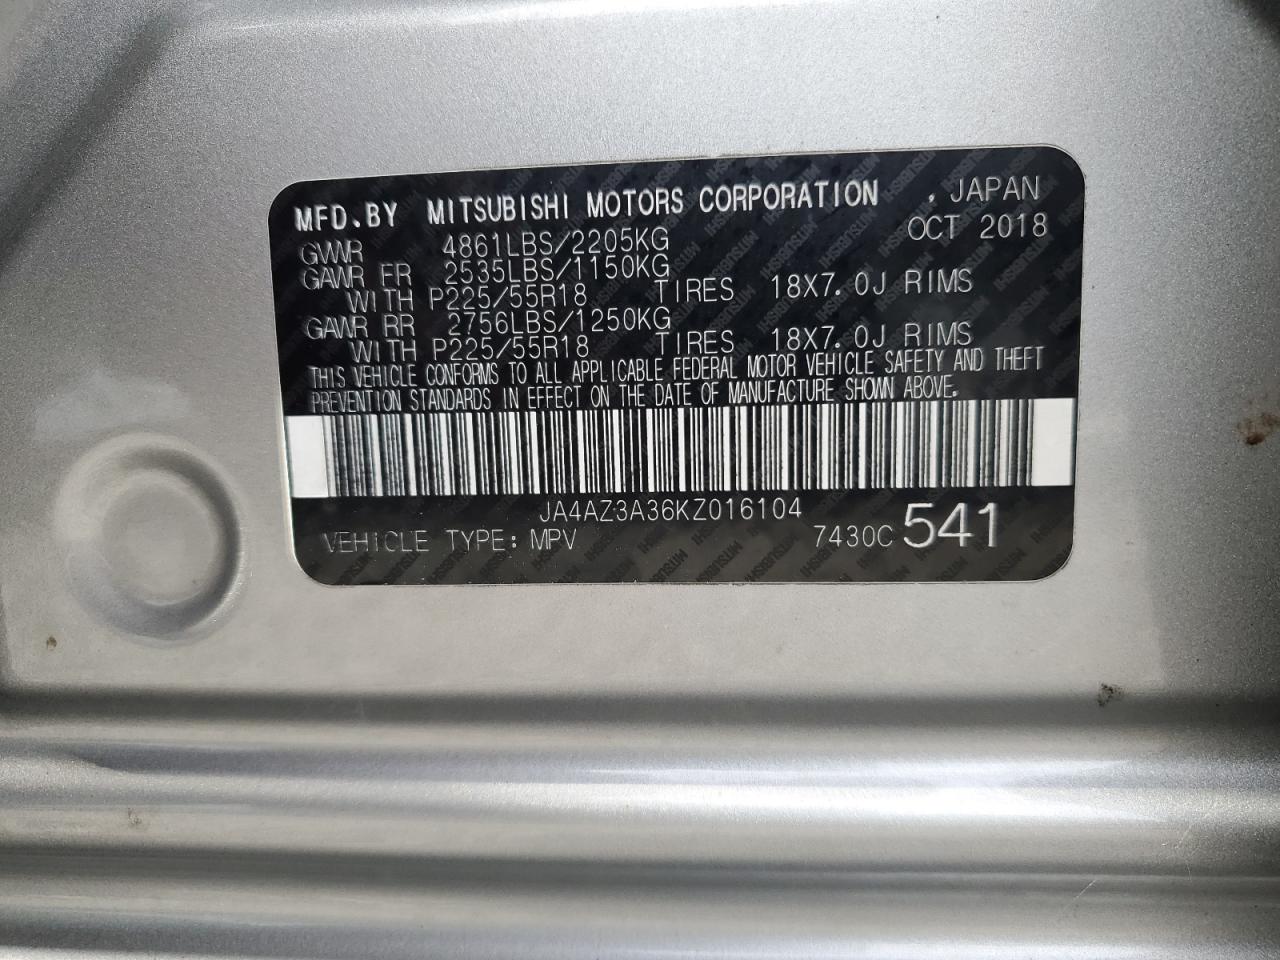 MFD.BY MITSUBISHI MOTORS CORPORATION , JAPAN
GVWR 4861LBS/2205KG OCT 2018
GAWR FR 2535LBS/1150KG
WITH P225/55R18 TIRES 18X7.0J RIMS
GAWR RR 2756LBS/1250KG
WITH P225/55R18 TIRES 18X7.0J RIMS
THIS VEHICLE CONFORMS TO ALL APPLICABLE FEDERAL MOTOR VEHICLE SAFETY AND THEFT
PREVENTION STANDARDS IN EFFECT ON THE DATE OF MANUFACTURE SHOWN ABOVE.
JA4AZ3A36KZ016104
VEHICLE TYPE: MPV 7430C 541